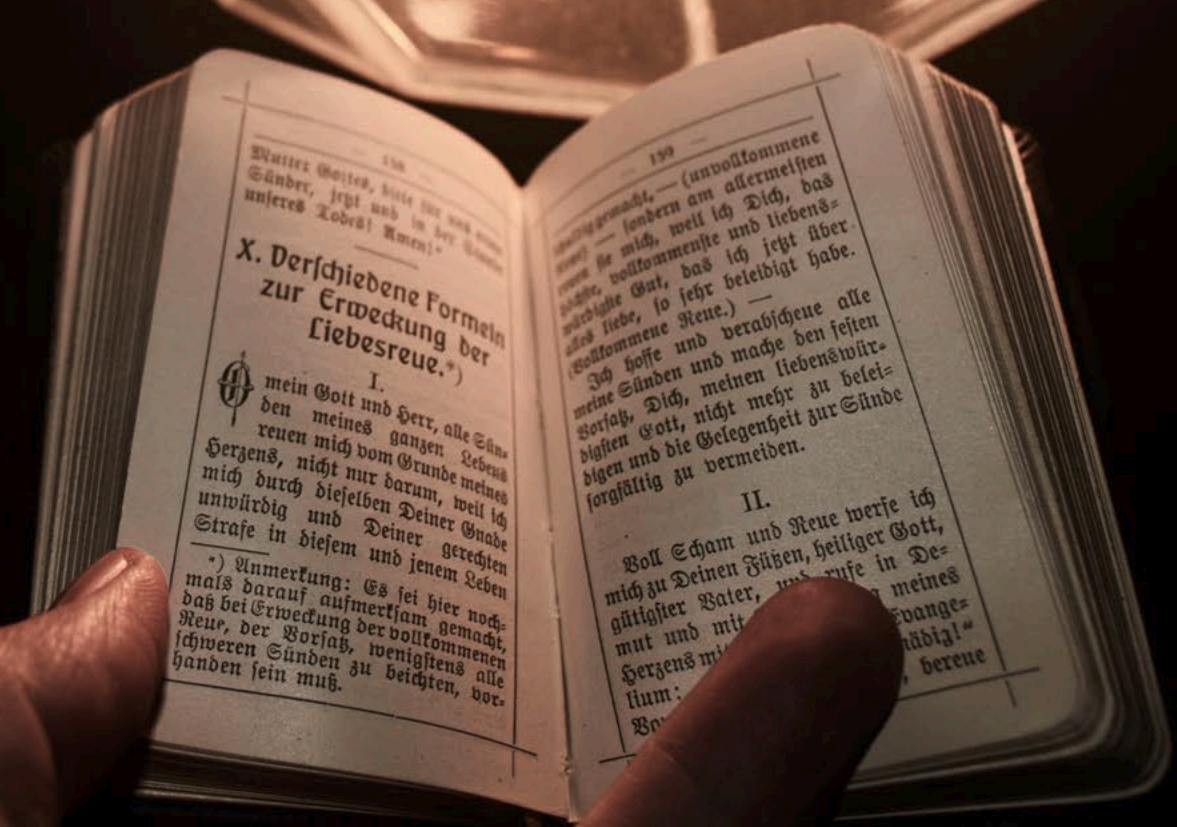 158
Mutter Gottes, bitte für uns arme
Sünder, jetzt und in der Stunde
unseres Todes! Amen!"
X. Verschiedene Formeln
zur Erweckung der
Liebesreue.*)
I.
O mein Gott und Herr, alle Sün-
den meines ganzen Lebens
reuen mich vom Grunde meines
Herzens, nicht nur darum, weil ich
mich durch dieselben Deiner Gnade
unwürdig und Deiner gerechten
Strafe in diesem und jenem Leben
*) Anmerkung: Es sei hier noch-
mals darauf aufmerksam gemacht,
daß bei Erweckung der vollkommenen
Reue, der Vorsatz, wenigstens alle
schweren Sünden zu beichten, vor-
handen sein muß.
— 159 —
gemacht, — (unvollkommene
Reue) — sondern am allermeisten
reuen sie mich, weil ich Dich, das
höchste, vollkommenste und liebens-
würdigste Gut, das ich jetzt über
alles liebe, so sehr beleidigt habe.
(Vollkommene Reue.) —
Ich hoffe und verabscheue alle
meine Sünden und mache den festen
Vorsatz, Dich, meinen liebenswür-
digsten Gott, nicht mehr zu belei-
digen und die Gelegenheit zur Sünde
sorgfältig zu vermeiden.
II.
Voll Scham und Reue werfe ich
mich zu Deinen Füßen, heiliger Gott,
gütigster Vater, und rufe in De-
mut und mit meines
Herzens
lium:
bereue